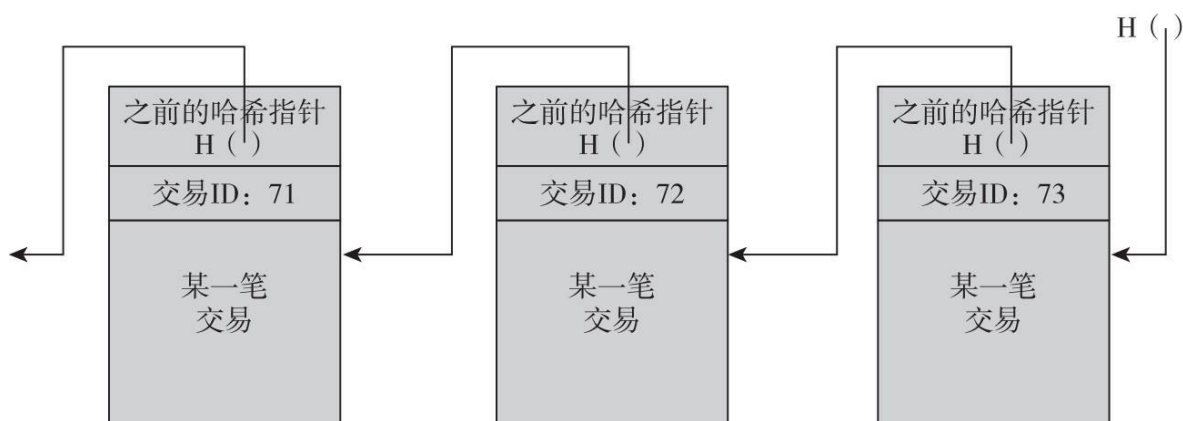 H（ ）
之前的哈希指针
H（ ）
交易ID：71
某一笔
交易
之前的哈希指针
H（ ）
交易ID：72
某一笔
交易
之前的哈希指针
H（ ）
交易ID：73
某一笔
交易